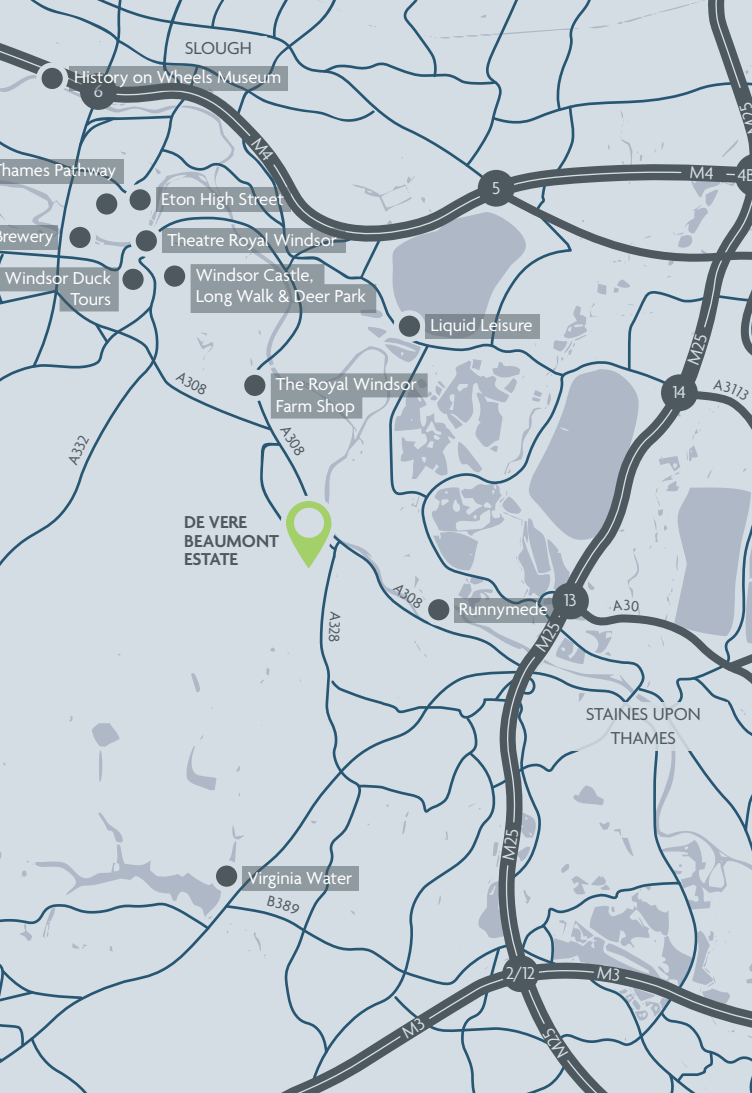 SLOUGH
History on Wheels Museum
6
M4
M25
Thames Pathway
5
M4
4B
Eton High Street
Brewery
Theatre Royal Windsor
Windsor Duck
Tours
Windsor Castle,
Long Walk & Deer Park
Liquid Leisure
M25
A308
The Royal Windsor
Farm Shop
14
A3113
A332
A308
DE VERE
BEAUMONT
ESTATE
A308
Runnymede
13
A30
A328
M25
STAINES UPON
THAMES
M25
Virginia Water
B389
2/12
M3
M3
M25